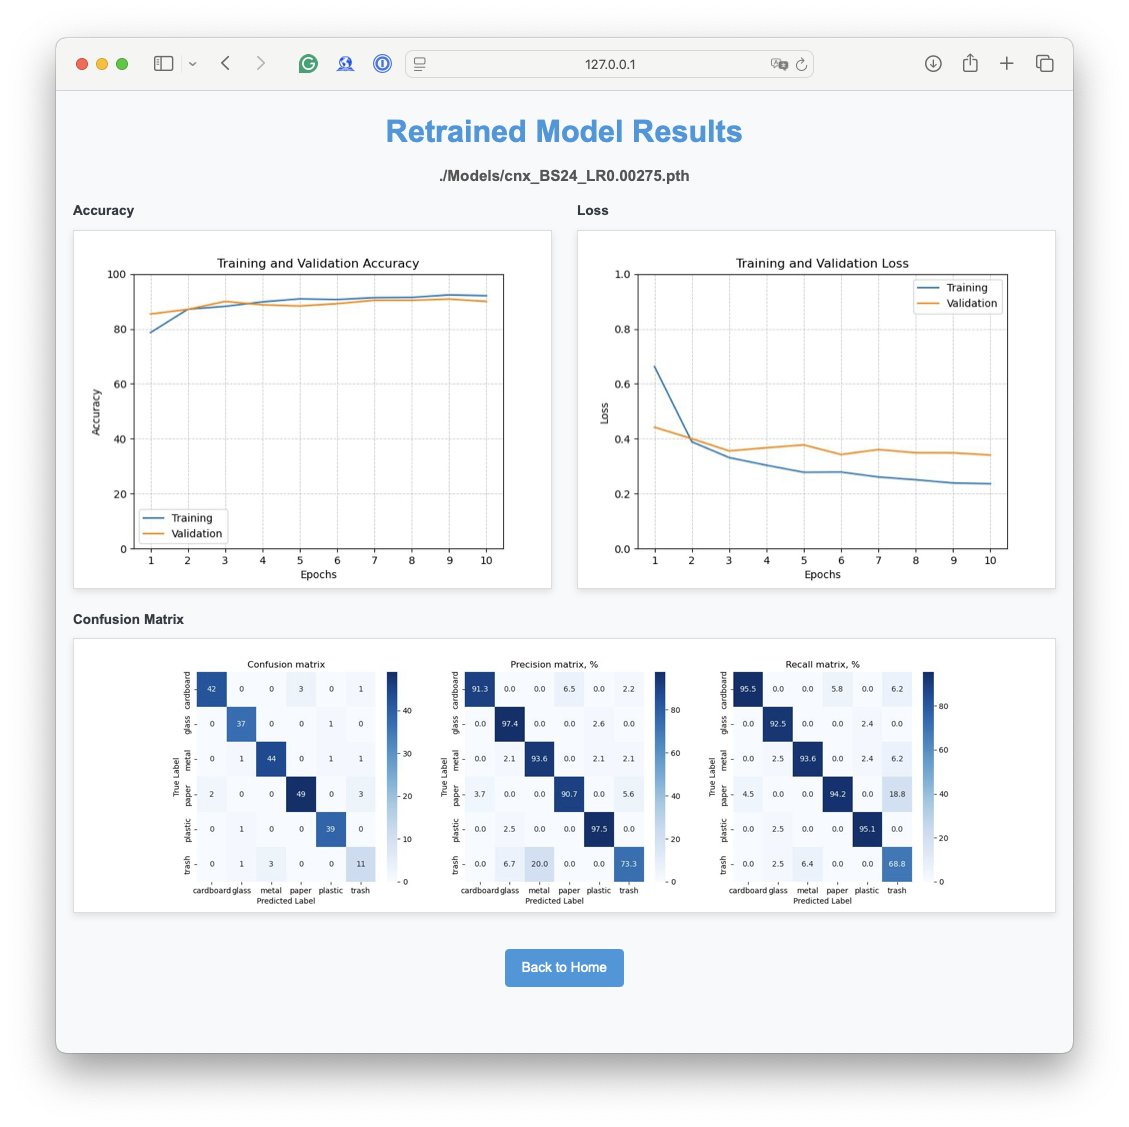 127.0.0.1
Retrained Model Results
./Models/cnx_BS24_LR0.00275.pth
Accuracy
Training and Validation Accuracy
100
80
60
40
20
0
Accuracy
Training
Validation
1 2 3 4 5 6 7 8 9 10
Epochs
Loss
Training and Validation Loss
1.0
0.8
0.6
0.4
0.2
0.0
Loss
Training
Validation
1 2 3 4 5 6 7 8 9 10
Epochs
Confusion Matrix
Confusion matrix
True Label
cardboard 42 0 0 3 0 1
glass 0 37 0 0 1 0
metal 0 1 44 0 1 1
paper 2 0 0 49 0 3
plastic 0 1 0 0 39 0
trash 0 1 3 0 0 11
cardboard glass metal paper plastic trash
Predicted Label
40
30
20
10
0
Precision matrix, %
cardboard 91.3 0.0 0.0 6.5 0.0 2.2
glass 0.0 97.4 0.0 0.0 2.6 0.0
metal 0.0 2.1 93.6 0.0 2.1 2.1
paper 3.7 0.0 0.0 90.7 0.0 5.6
plastic 0.0 2.5 0.0 0.0 97.5 0.0
trash 0.0 6.7 20.0 0.0 0.0 73.3
True Label
cardboard glass metal paper plastic trash
Predicted Label
80
60
40
20
0
Recall matrix, %
cardboard 95.5 0.0 0.0 5.8 0.0 6.2
glass 0.0 92.5 0.0 0.0 2.4 0.0
metal 0.0 2.5 93.6 0.0 2.4 6.2
paper 4.5 0.0 0.0 94.2 0.0 18.8
plastic 0.0 2.5 0.0 0.0 95.1 0.0
trash 0.0 2.5 6.4 0.0 0.0 68.8
True Label
cardboard glass metal paper plastic trash
Predicted Label
80
60
40
20
0
Back to Home